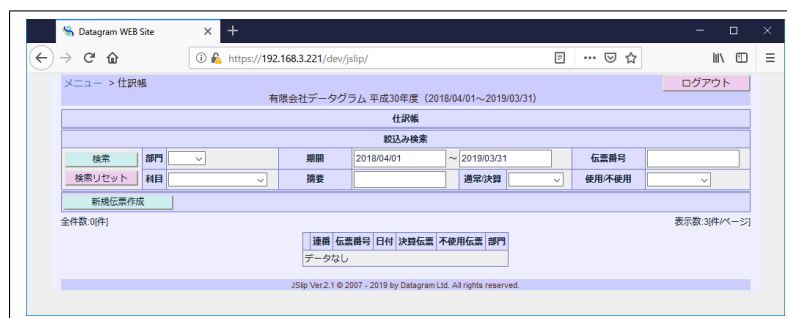 Datagram WEB Site
https://192.168.3.221/dev/jslip/
メニュー > 仕訳帳
ログアウト
有限会社データグラム 平成30年度 (2018/04/01～2019/03/31)
仕訳帳
絞込み検索
検索 部門 期間 2018/04/01 ～ 2019/03/31 伝票番号
検索リセット 科目 摘要 通常/決算 使用/不使用
新規伝票作成
全件数:0[件] 表示数:3[件/ページ]
連番 伝票番号 日付 決算伝票 不使用伝票 部門
データなし
JSlip Ver.2.1 © 2007 - 2019 by Datagram Ltd. All rights reserved.